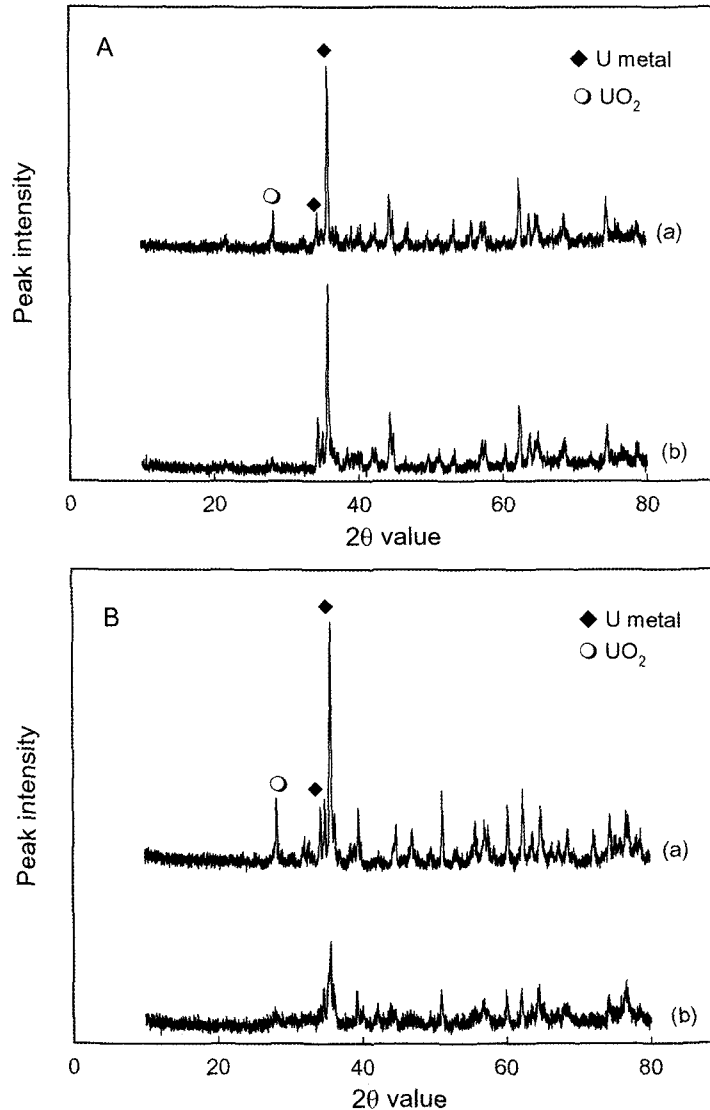 A
◆ U metal
○ UO₂
Peak intensity
(a)
(b)
0 20 40 60 80
2θ value
B
◆ U metal
○ UO₂
Peak intensity
(a)
(b)
0 20 40 60 80
2θ value